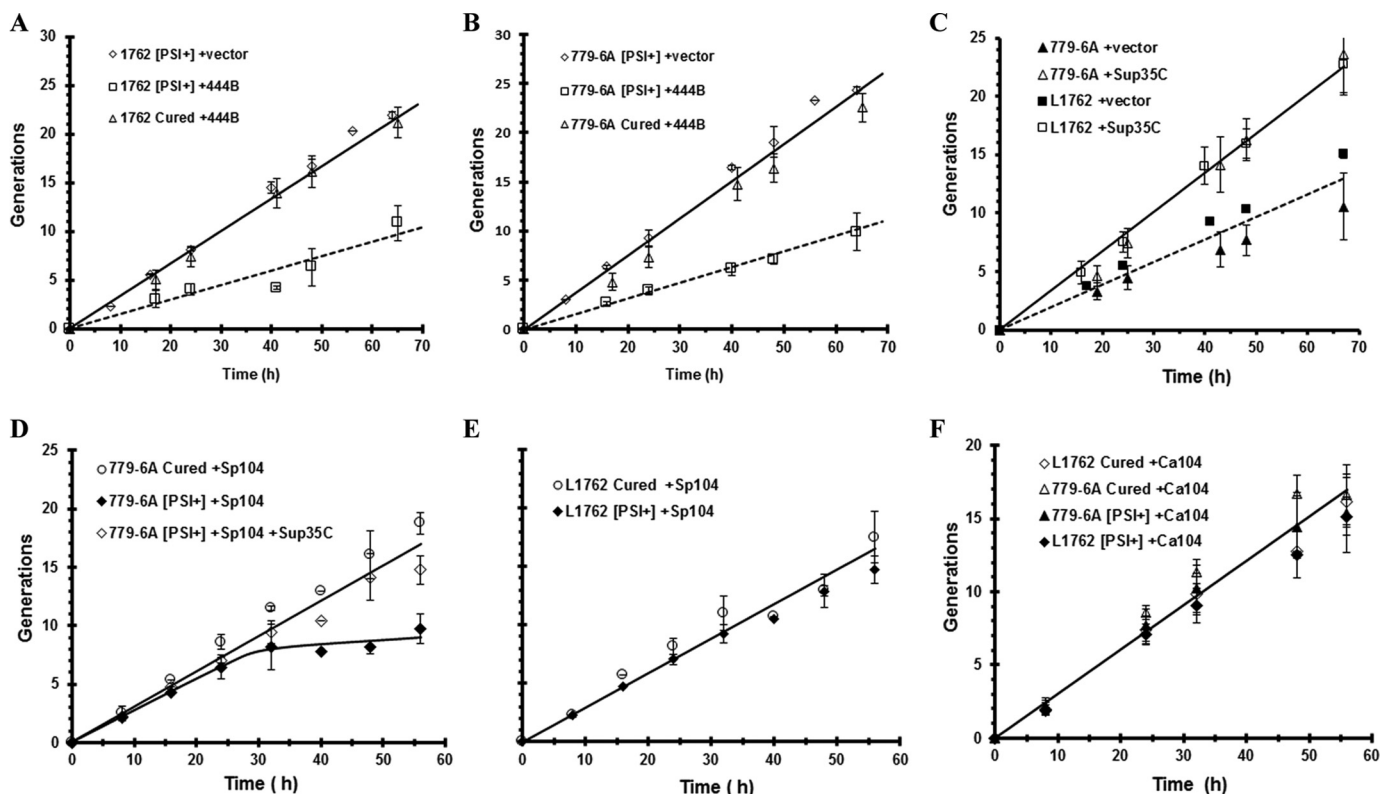 A
30
25
20
15
10
5
0
Generations
◇ 1762 [PSI+] +vector
□ 1762 [PSI+] +444B
△ 1762 Cured +444B
0 10 20 30 40 50 60 70
Time (h)
B
30
25
20
15
10
5
0
Generations
◇ 779-6A [PSI+] +vector
□ 779-6A [PSI+] +444B
△ 779-6A Cured +444B
0 10 20 30 40 50 60 70
Time (h)
C
25
20
15
10
5
0
Generations
▲ 779-6A +vector
△ 779-6A +Sup35C
■ L1762 +vector
□ L1762 +Sup35C
0 10 20 30 40 50 60 70
Time (h)
D
25
20
15
10
5
0
Generations
○ 779-6A Cured +Sp104
◆ 779-6A [PSI+] +Sp104
◇ 779-6A [PSI+] +Sp104 +Sup35C
0 10 20 30 40 50 60
Time ( h)
E
○ L1762 Cured +Sp104
◆ L1762 [PSI+] +Sp104
0 10 20 30 40 50 60
Time ( h)
F
20
15
10
5
0
Generations
◇ L1762 Cured +Ca104
△ 779-6A Cured +Ca104
▲ 779-6A [PSI+] +Ca104
◆ L1762 [PSI+] +Ca104
0 10 20 30 40 50 60
Time (h)